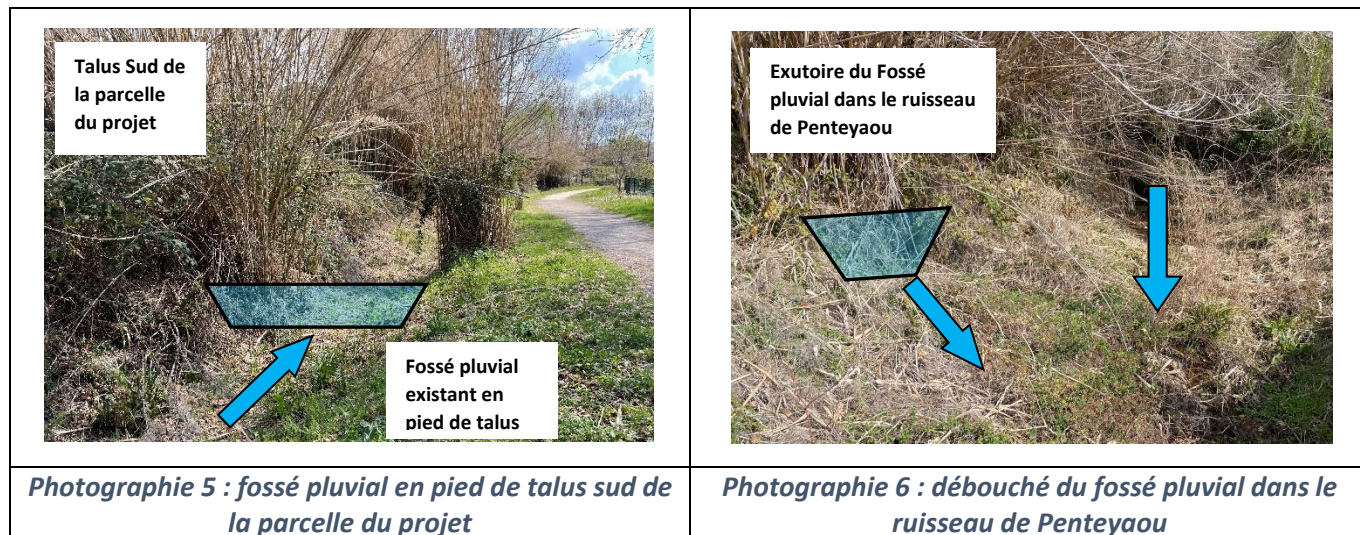 Talus Sud de
la parcelle
du projet
Fossé pluvial
existant en
pied de talus
Exutoire du Fossé
pluvial dans le ruisseau
de Penteyaou
Photographie 5 : fossé pluvial en pied de talus sud de
la parcelle du projet
Photographie 6 : débouché du fossé pluvial dans le
ruisseau de Penteyaou